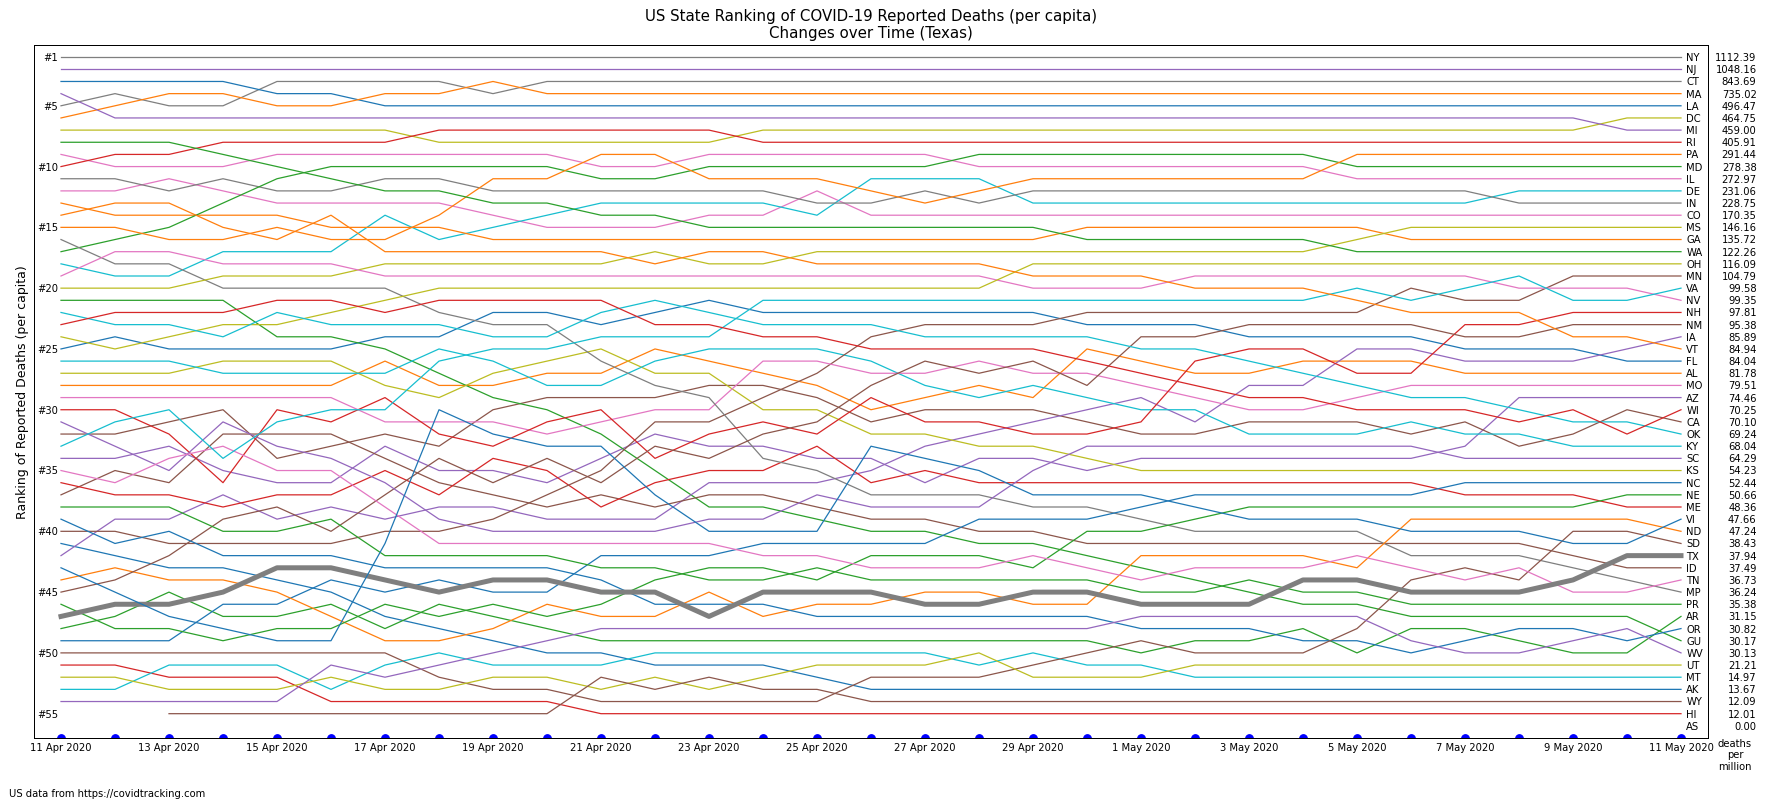 US State Ranking of COVID-19 Reported Deaths (per capita)
Changes over Time (Texas)
Ranking of Reported Deaths (per capita)
#1
#5
#10
#15
#20
#25
#30
#35
#40
#45
#50
#55
NY 1112.39
NJ 1048.16
CT 843.69
MA 735.02
LA 496.47
DC 464.75
MI 459.00
RI 405.91
PA 291.44
MD 278.38
IL 272.97
DE 231.06
IN 228.75
CO 170.35
MS 146.16
GA 135.72
WA 122.26
OH 116.09
MN 104.79
VA 99.58
NV 99.35
NH 97.81
NM 95.38
IA 85.89
VT 84.94
FL 84.04
AL 81.78
MO 79.51
AZ 74.46
WI 70.25
CA 70.10
OK 69.24
KY 68.04
SC 64.29
KS 54.23
NC 52.44
NE 50.66
ME 48.36
VI 47.66
ND 47.24
SD 38.43
TX 37.94
ID 37.49
TN 36.73
MP 36.24
PR 35.38
AR 31.15
OR 30.82
GU 30.17
WV 30.13
UT 21.21
MT 14.97
AK 13.67
WY 12.09
HI 12.01
AS 0.00
11 Apr 2020 13 Apr 2020 15 Apr 2020 17 Apr 2020 19 Apr 2020 21 Apr 2020 23 Apr 2020 25 Apr 2020 27 Apr 2020 29 Apr 2020 1 May 2020 3 May 2020 5 May 2020 7 May 2020 9 May 2020 11 May 2020
deaths
per
million
US data from https://covidtracking.com